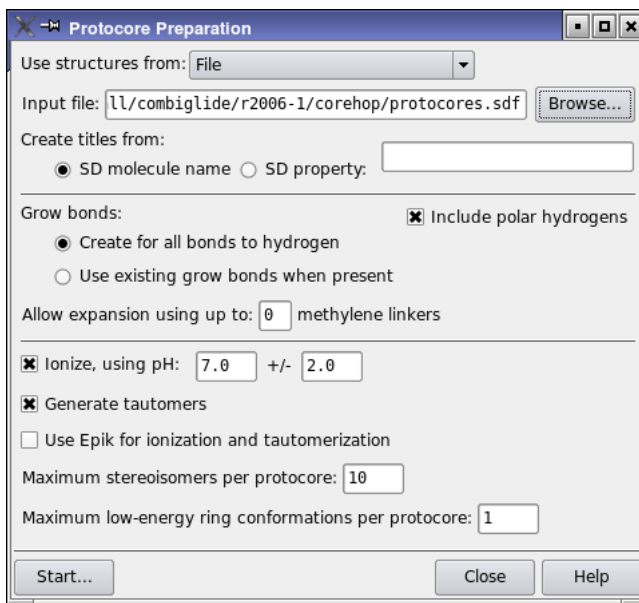 Protocore Preparation
Use structures from: File
Input file: ll/combiglide/r2006-1/corehop/protocores.sdf Browse...
Create titles from:
SD molecule name SD property:
Grow bonds: Include polar hydrogens
Create for all bonds to hydrogen
Use existing grow bonds when present
Allow expansion using up to: 0 methylene linkers
Ionize, using pH: 7.0 +/- 2.0
Generate tautomers
Use Epik for ionization and tautomerization
Maximum stereoisomers per protocore: 10
Maximum low-energy ring conformations per protocore: 1
Start... Close Help